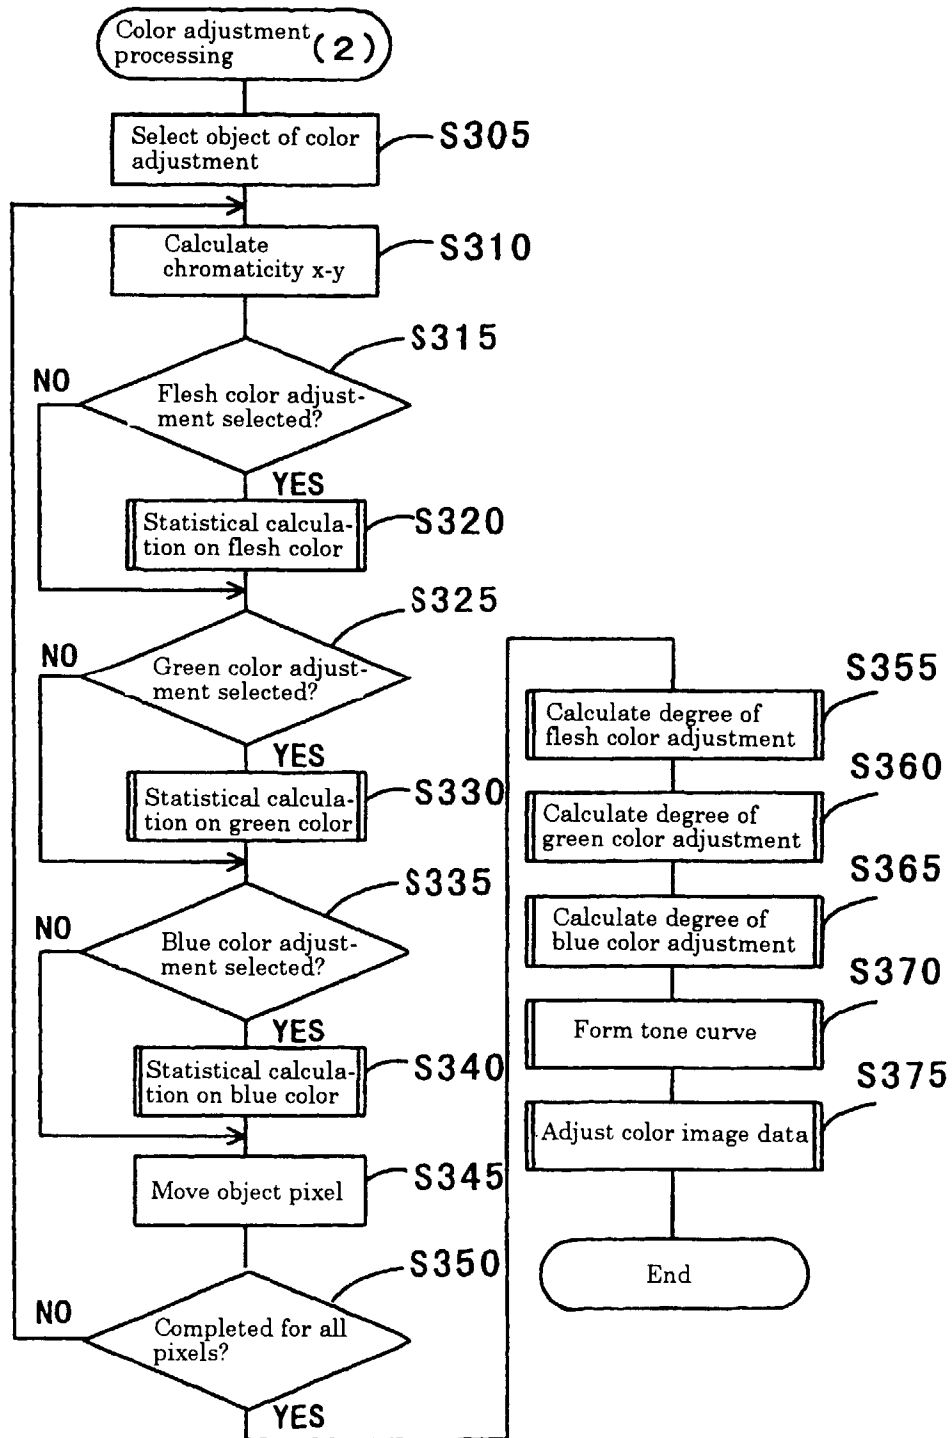 Color adjustment
processing (2)
Select object of color
adjustment
S305
Calculate
chromaticity x-y
S310
S315
NO
Flesh color adjust-
ment selected?
YES
Statistical calcula-
tion on flesh color
S320
S325
NO
Green color adjust-
ment selected?
YES
Statistical calcula-
tion on green color
S330
S335
NO
Blue color adjust-
ment selected?
YES
Statistical calcula-
tion on blue color
S340
Move object pixel
S345
S350
NO
Completed for all
pixels?
YES
S355
Calculate degree of
flesh color adjustment
S360
Calculate degree of
green color adjustment
S365
Calculate degree of
blue color adjustment
S370
Form tone curve
S375
Adjust color image data
End